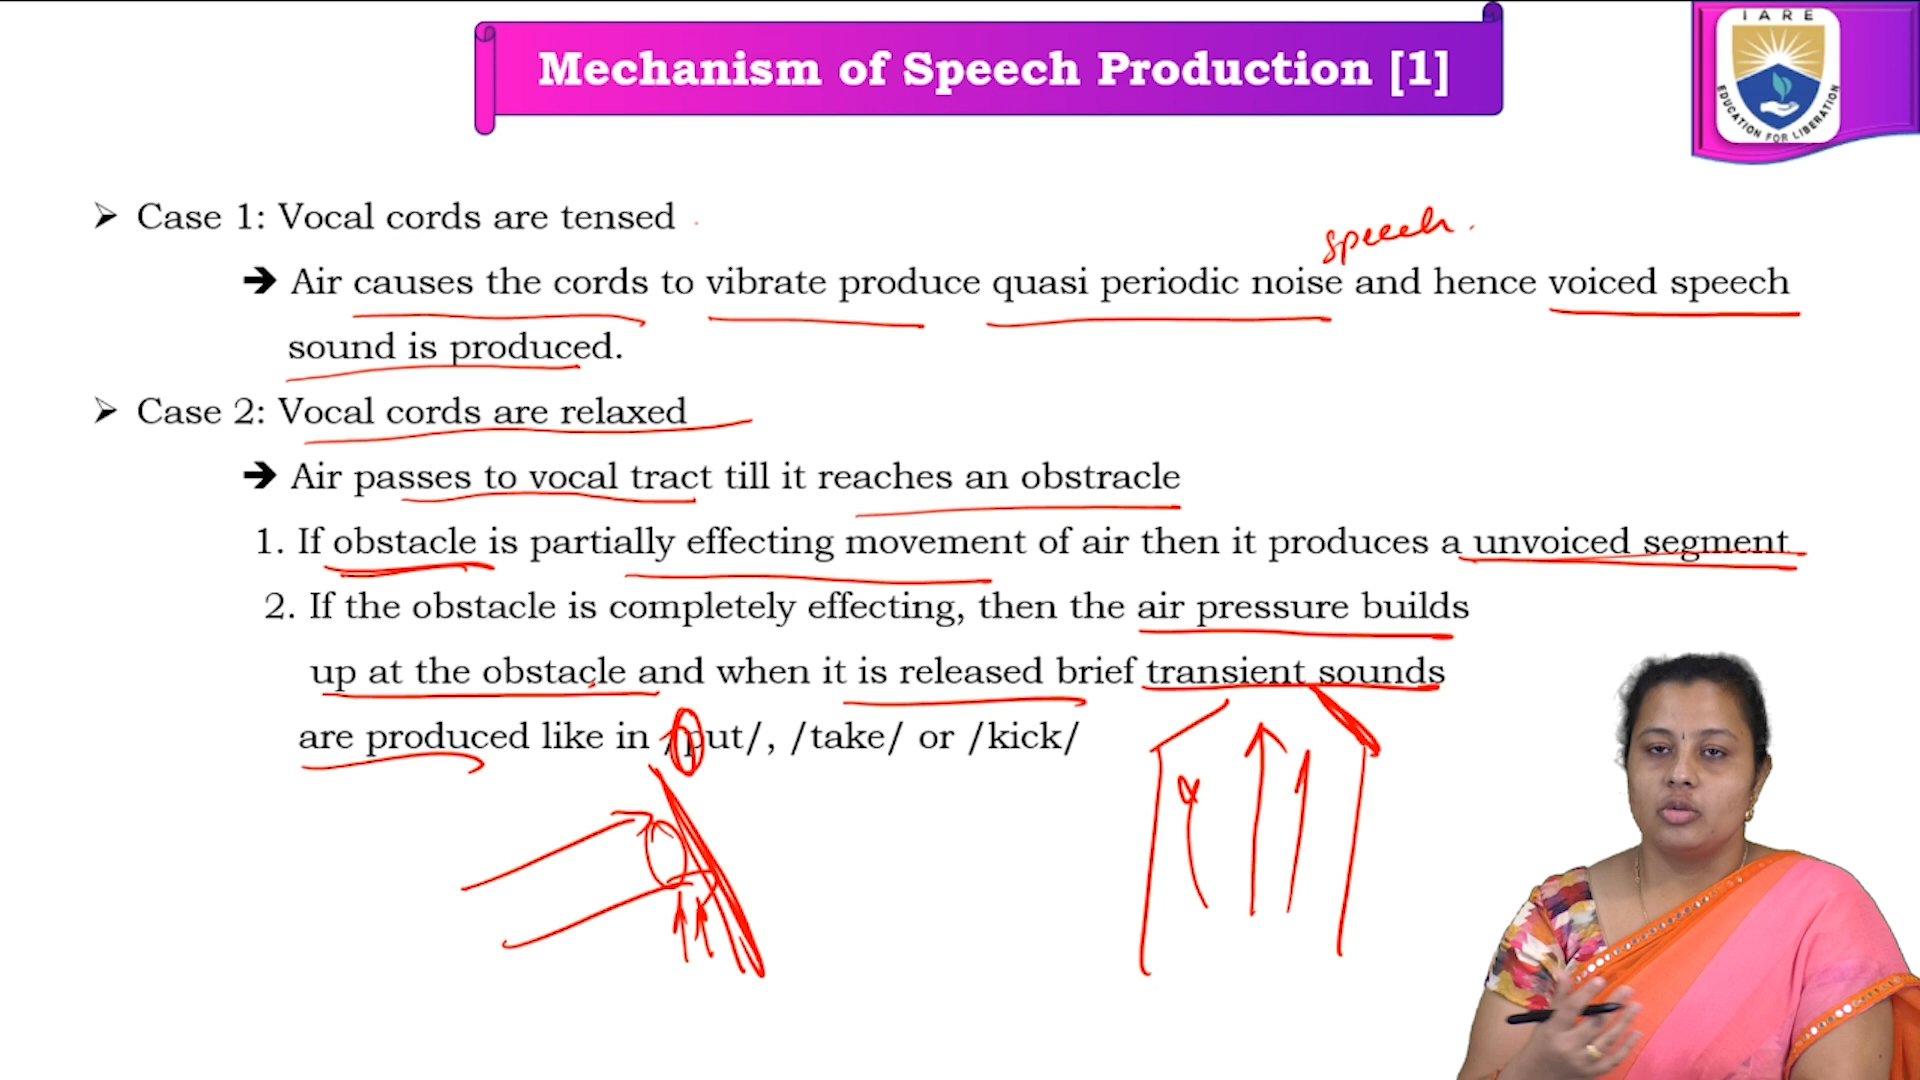 Mechanism of Speech Production [1]
IARE
EDUCATION FOR LIBERATION
➢ Case 1: Vocal cords are tensed
speech.
➔ Air causes the cords to vibrate produce quasi periodic noise and hence voiced speech
sound is produced.
➢ Case 2: Vocal cords are relaxed
➔ Air passes to vocal tract till it reaches an obstracle
1. If obstacle is partially effecting movement of air then it produces a unvoiced segment
2. If the obstacle is completely effecting, then the air pressure builds
up at the obstacle and when it is released brief transient sounds
are produced like in /put/, /take/ or /kick/